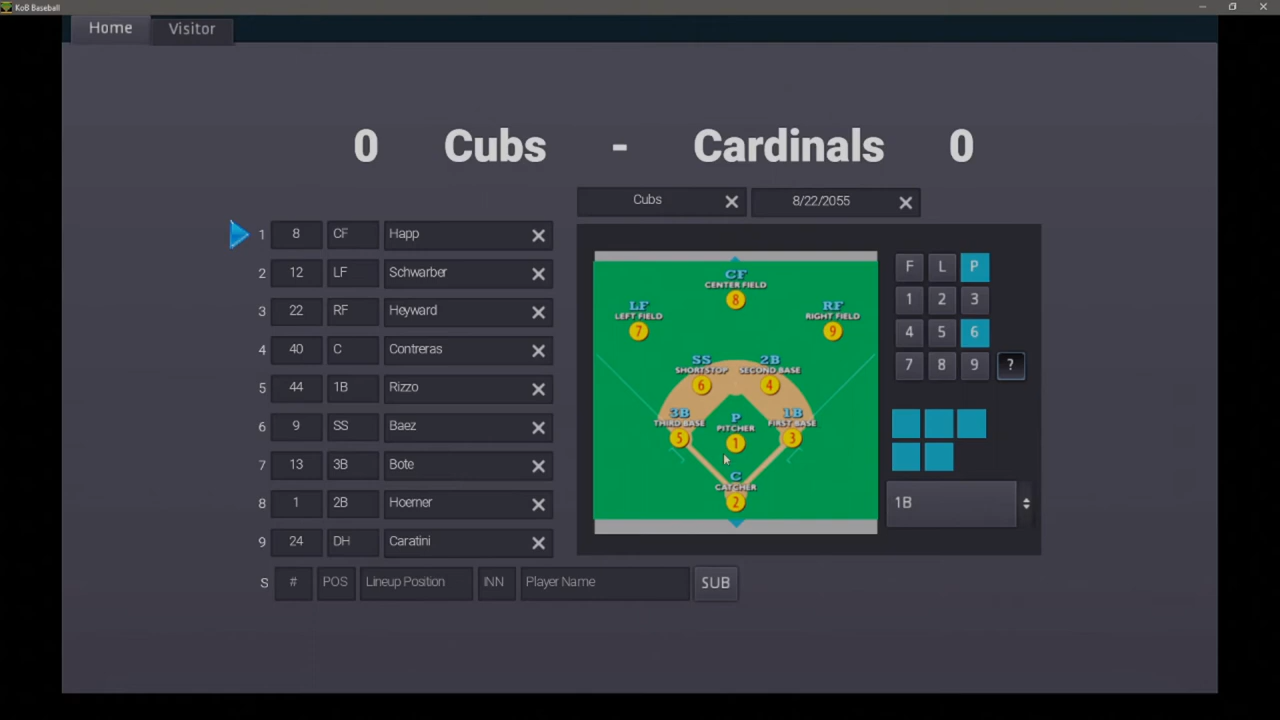 KoB Baseball
Home Visitor
0 Cubs - Cardinals 0
Cubs 8/22/2055
1 8 CF Happ
2 12 LF Schwarber
3 22 RF Heyward
4 40 C Contreras
5 44 1B Rizzo
6 9 SS Baez
7 13 3B Bote
8 1 2B Hoerner
9 24 DH Caratini
S # POS Lineup Position INN Player Name SUB
CF
CENTER FIELD
8
LF
LEFT FIELD
7
RF
RIGHT FIELD
9
SS
SHORTSTOP
6
2B
SECOND BASE
4
3B
THIRD BASE
5
P
PITCHER
1
1B
FIRST BASE
3
C
CATCHER
2
F L P
1 2 3
4 5 6
7 8 9 ?
1B